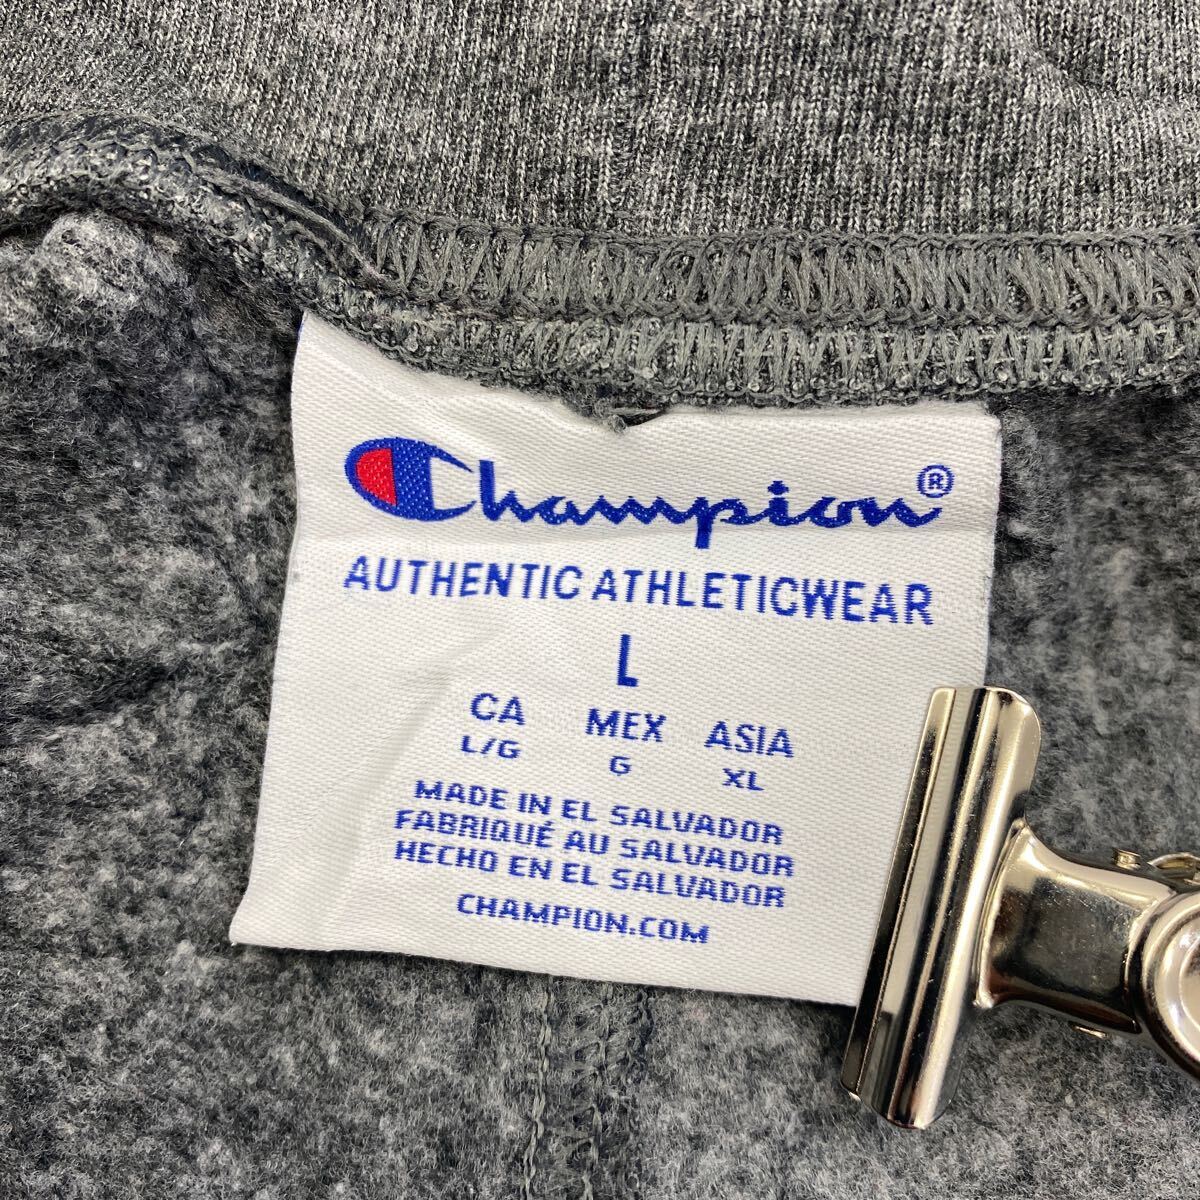 Champion®
AUTHENTIC ATHLETICWEAR
L
CA MEX ASIA
L/G G XL
MADE IN EL SALVADOR
FABRIQUÉ AU SALVADOR
HECHO EN EL SALVADOR
CHAMPION.COM